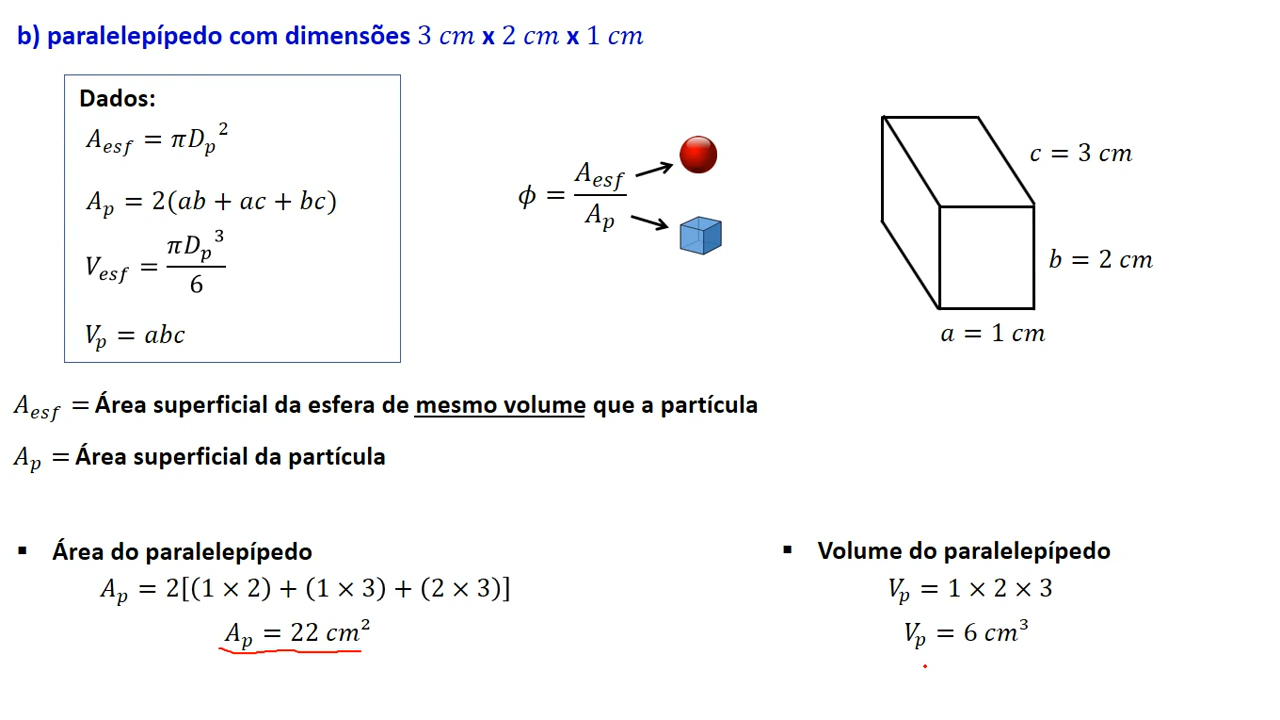 b) paralelepípedo com dimensões 3 cm x 2 cm x 1 cm
Dados:
A_esf = πD_p²
A_p = 2(ab + ac + bc)
V_esf = πD_p³/6
V_p = abc
ϕ = A_esf/A_p
c = 3 cm
b = 2 cm
a = 1 cm
A_esf = Área superficial da esfera de mesmo volume que a partícula
A_p = Área superficial da partícula
▪ Área do paralelepípedo
A_p = 2[(1 × 2) + (1 × 3) + (2 × 3)]
A_p = 22 cm²
▪ Volume do paralelepípedo
V_p = 1 × 2 × 3
V_p = 6 cm³